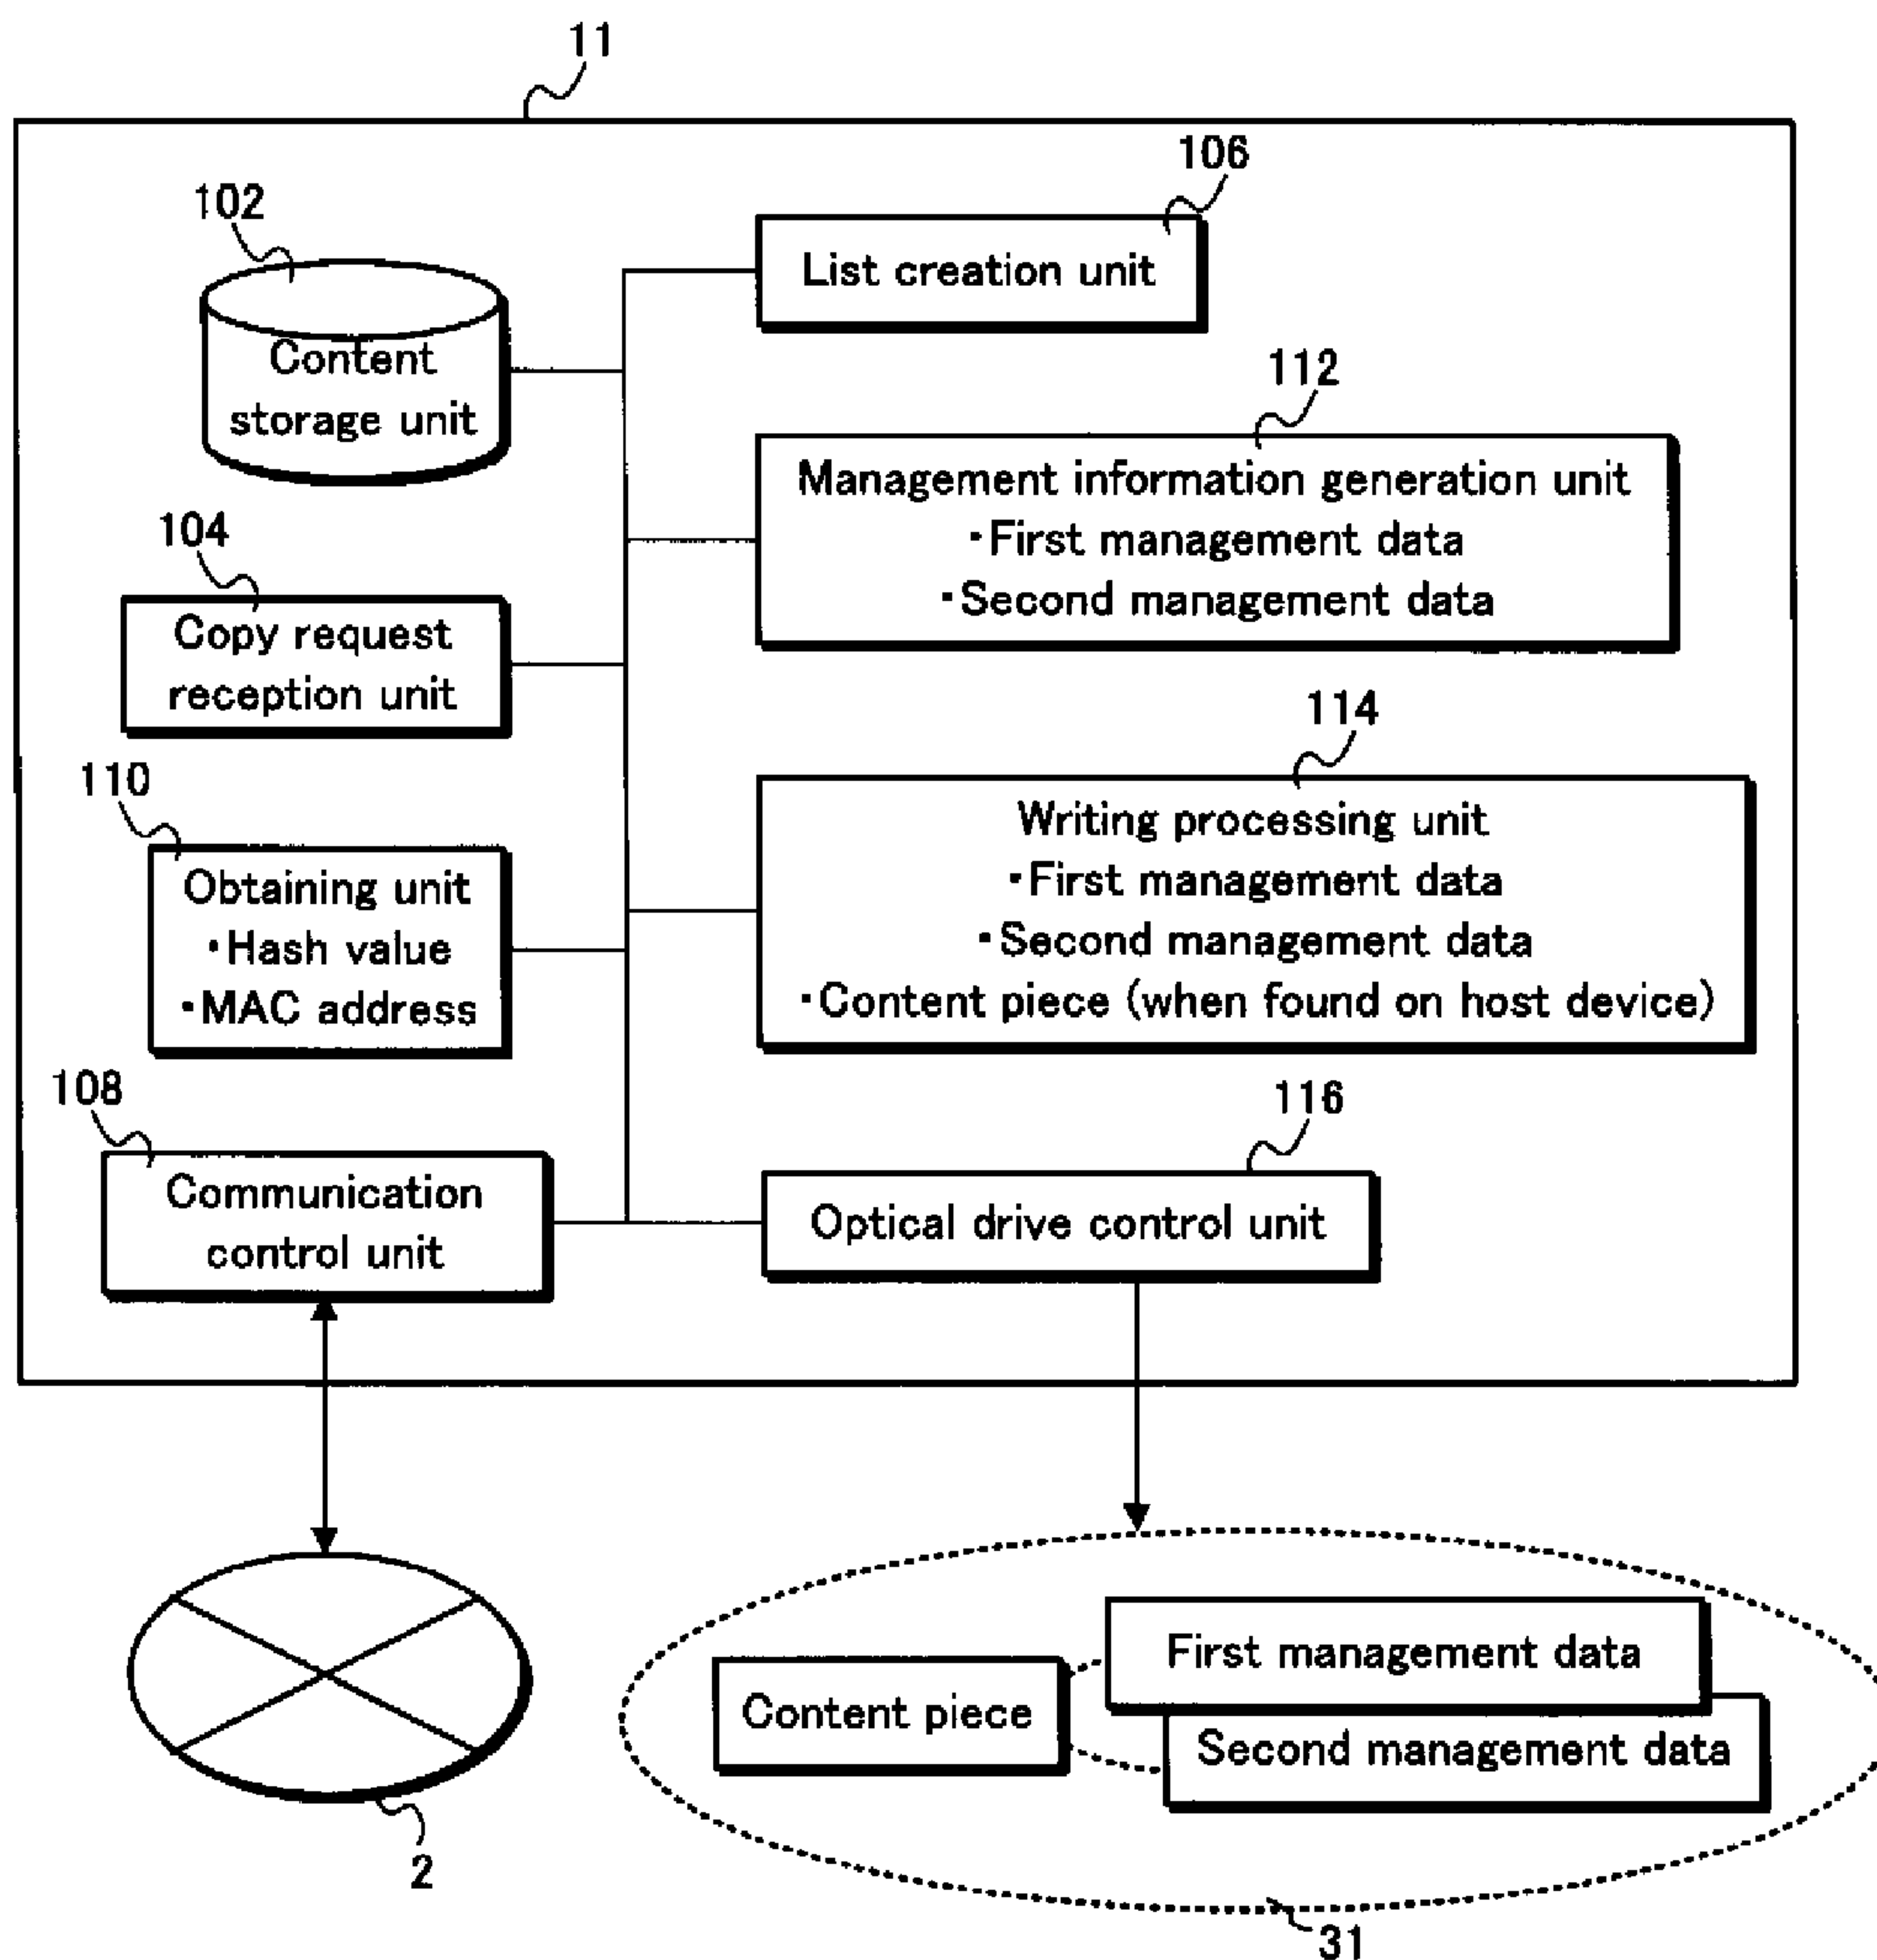 11
106
List creation unit
102
Content
storage unit
112
Management information generation unit
・First management data
・Second management data
104
Copy request
reception unit
114
Writing processing unit
・First management data
・Second management data
・Content piece (when found on host device)
110
Obtaining unit
・Hash value
・MAC address
108
Communication
control unit
116
Optical drive control unit
First management data
Content piece
Second management data
2
31